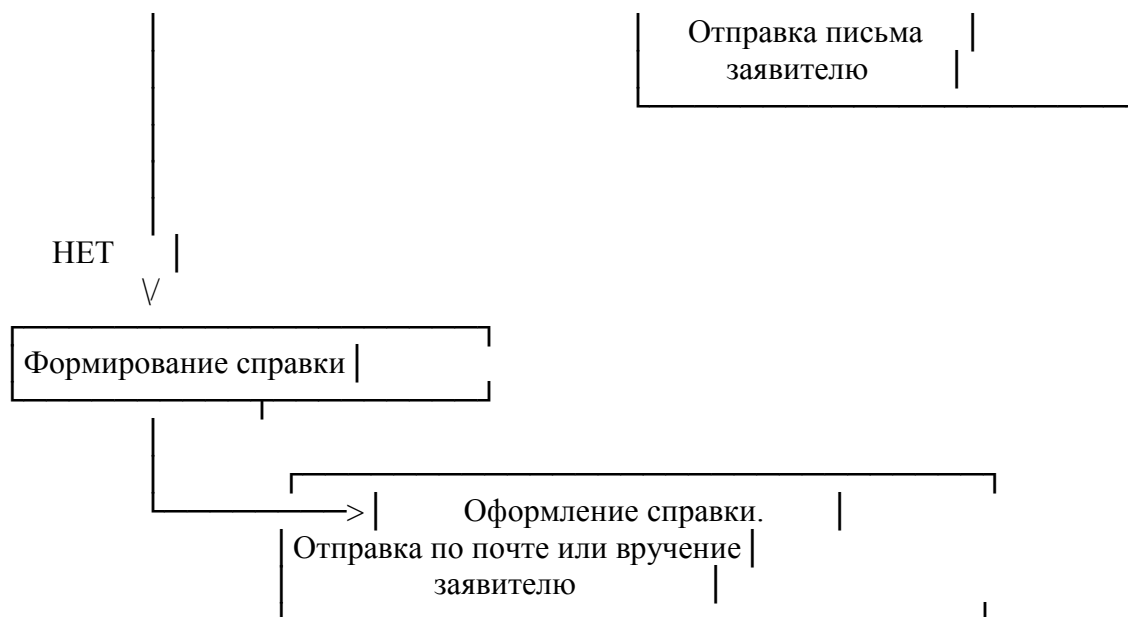 Отправка письма
заявителю
НЕТ
Формирование справки
Оформление справки.
Отправка по почте или вручение
заявителю